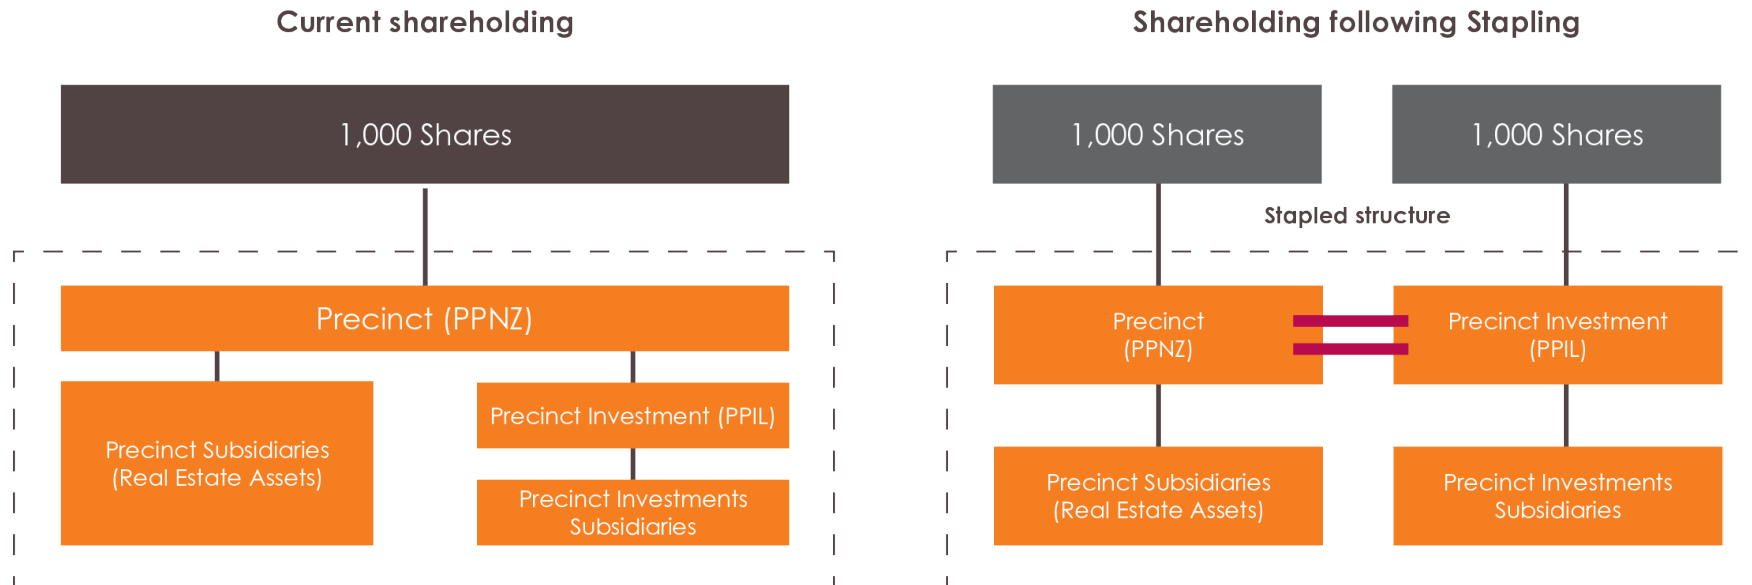 Current shareholding
1,000 Shares
Precinct (PPNZ)
Precinct Subsidiaries
(Real Estate Assets)
Precinct Investment (PPIL)
Precinct Investments
Subsidiaries
Shareholding following Stapling
1,000 Shares
1,000 Shares
Stapled structure
Precinct
(PPNZ)
Precinct Investment
(PPIL)
Precinct Subsidiaries
(Real Estate Assets)
Precinct Investments
Subsidiaries